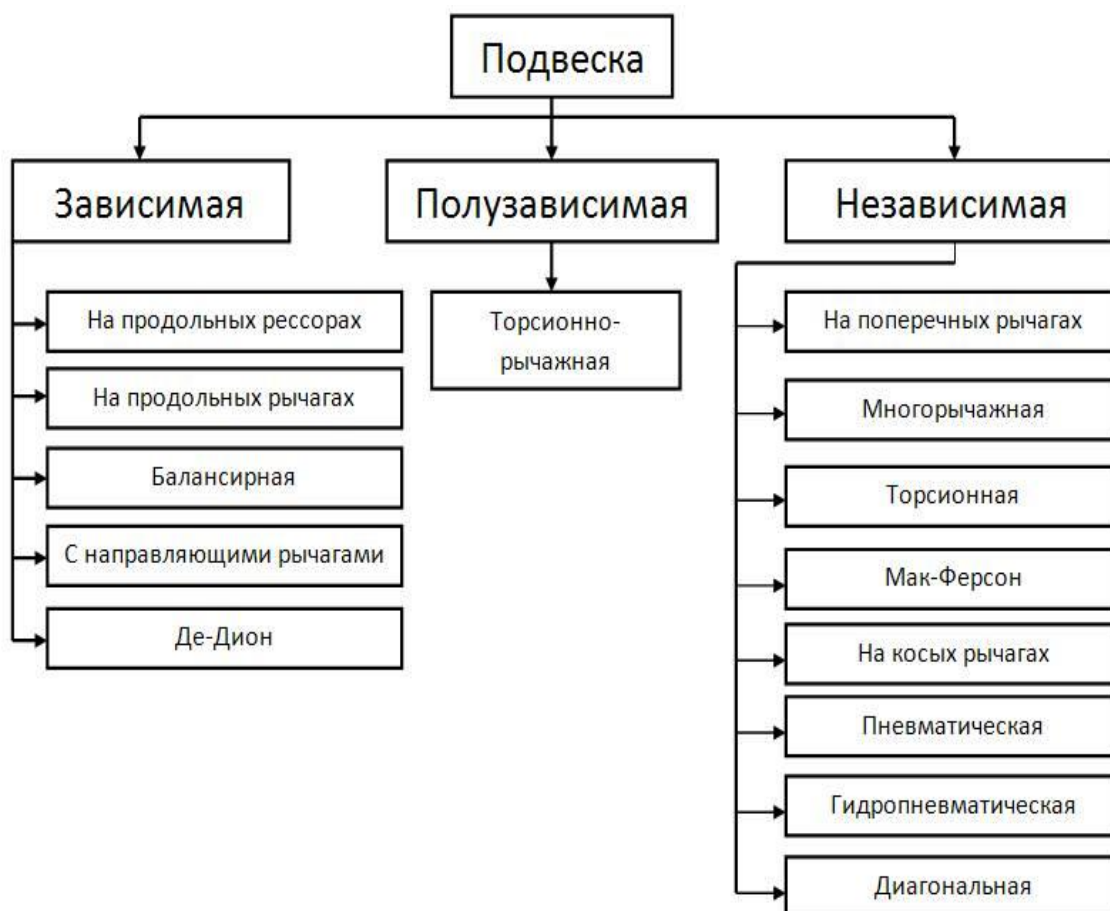 Подвеска
Зависимая
Полузависимая
Независимая
На продольных рессорах
На продольных рычагах
Балансирная
С направляющими рычагами
Де-Дион
Торсионно-
рычажная
На поперечных рычагах
Многорычажная
Торсионная
Мак-Ферсон
На косых рычагах
Пневматическая
Гидропневматическая
Диагональная